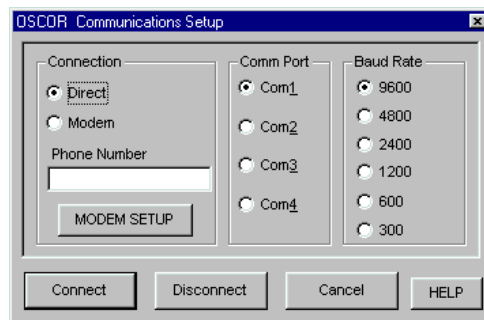 OSCOR Communications Setup
Connection
Direct
Modem
Phone Number
MODEM SETUP
Comm Port
Com1
Com2
Com3
Com4
Baud Rate
9600
4800
2400
1200
600
300
Connect
Disconnect
Cancel
HELP